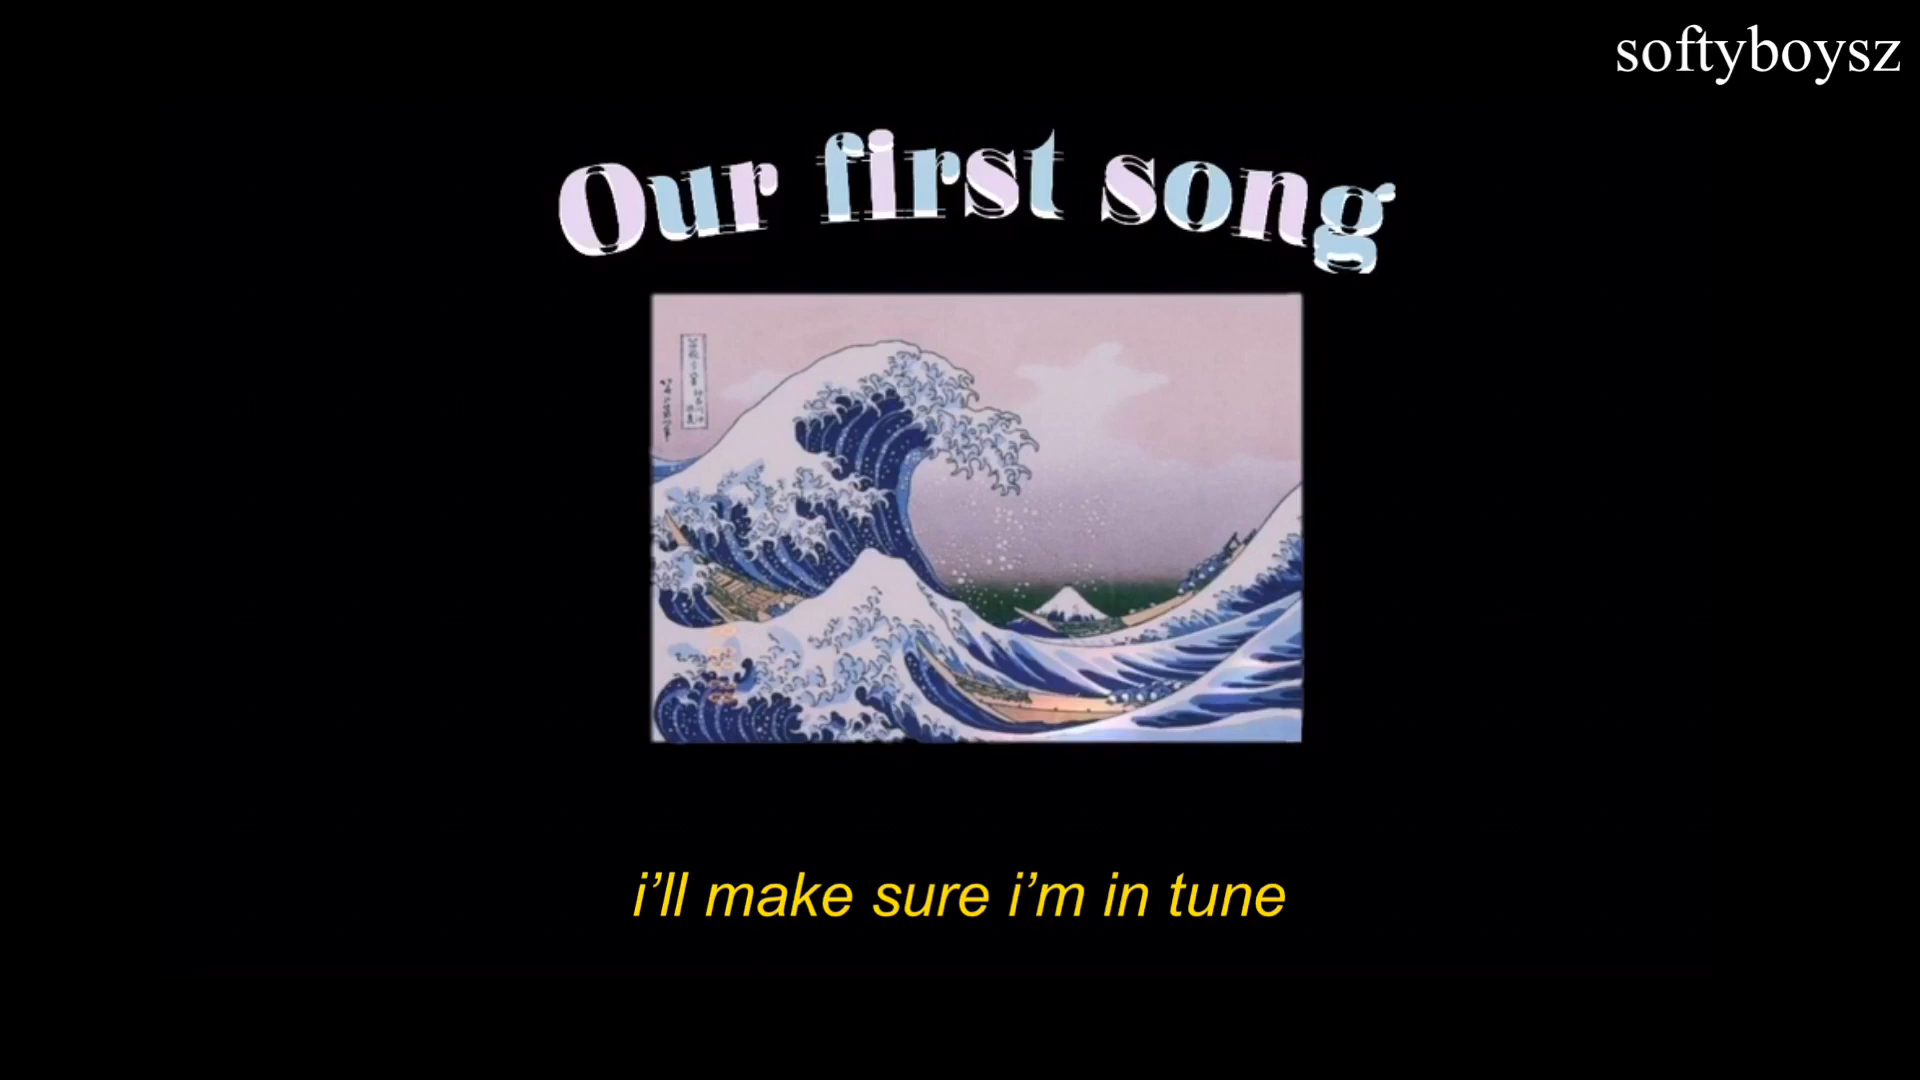 softyboysz
Our first song
i’ll make sure i’m in tune